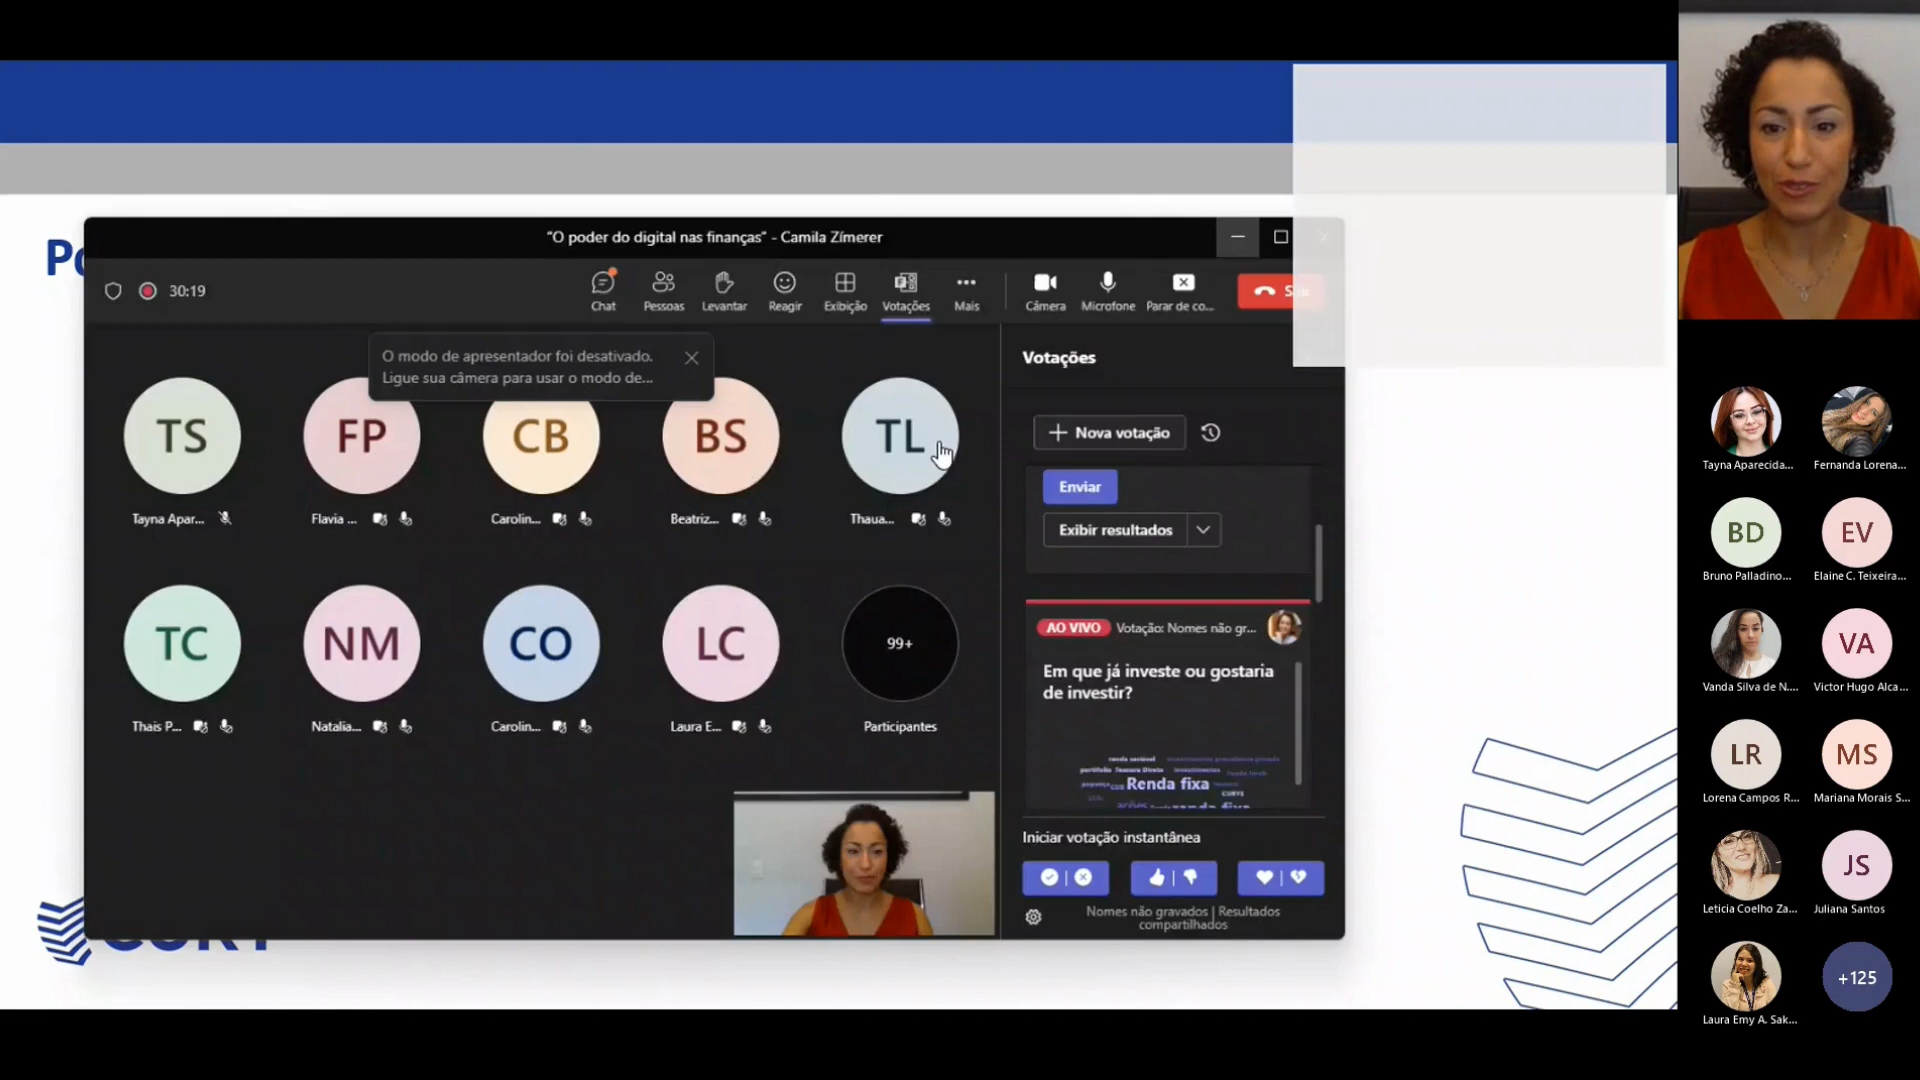 Po
"O poder do digital nas finanças" - Camila Zímerer
30:19
Chat
Pessoas
Levantar
Reagir
Exibição
Votações
Mais
Câmera
Microfone
Parar de co...
O modo de apresentador foi desativado.
Ligue sua câmera para usar o modo de...
TS
FP
CB
BS
TL
Tayna Apar...
Flavia ...
Carolin...
Beatriz...
Thaua...
TC
NM
CO
LC
99+
Thais P...
Natalia...
Carolin...
Laura E...
Participantes
Votações
Nova votação
Enviar
Exibir resultados
AO VIVO
Votação: Nomes não gr...
Em que já investe ou gostaria
de investir?
Tesouro Direto
Renda fixa
renda fixa
Iniciar votação instantânea
Nomes não gravados | Resultados
compartilhados
Tayna Aparecida...
Fernanda Lorena...
BD
EV
Bruno Palladino...
Elaine C. Teixeira...
VA
Vanda Silva de N....
Victor Hugo Alca...
LR
MS
Lorena Campos R...
Mariana Morais S...
JS
Leticia Coelho Za...
Juliana Santos
+125
Laura Emy A. Sak...